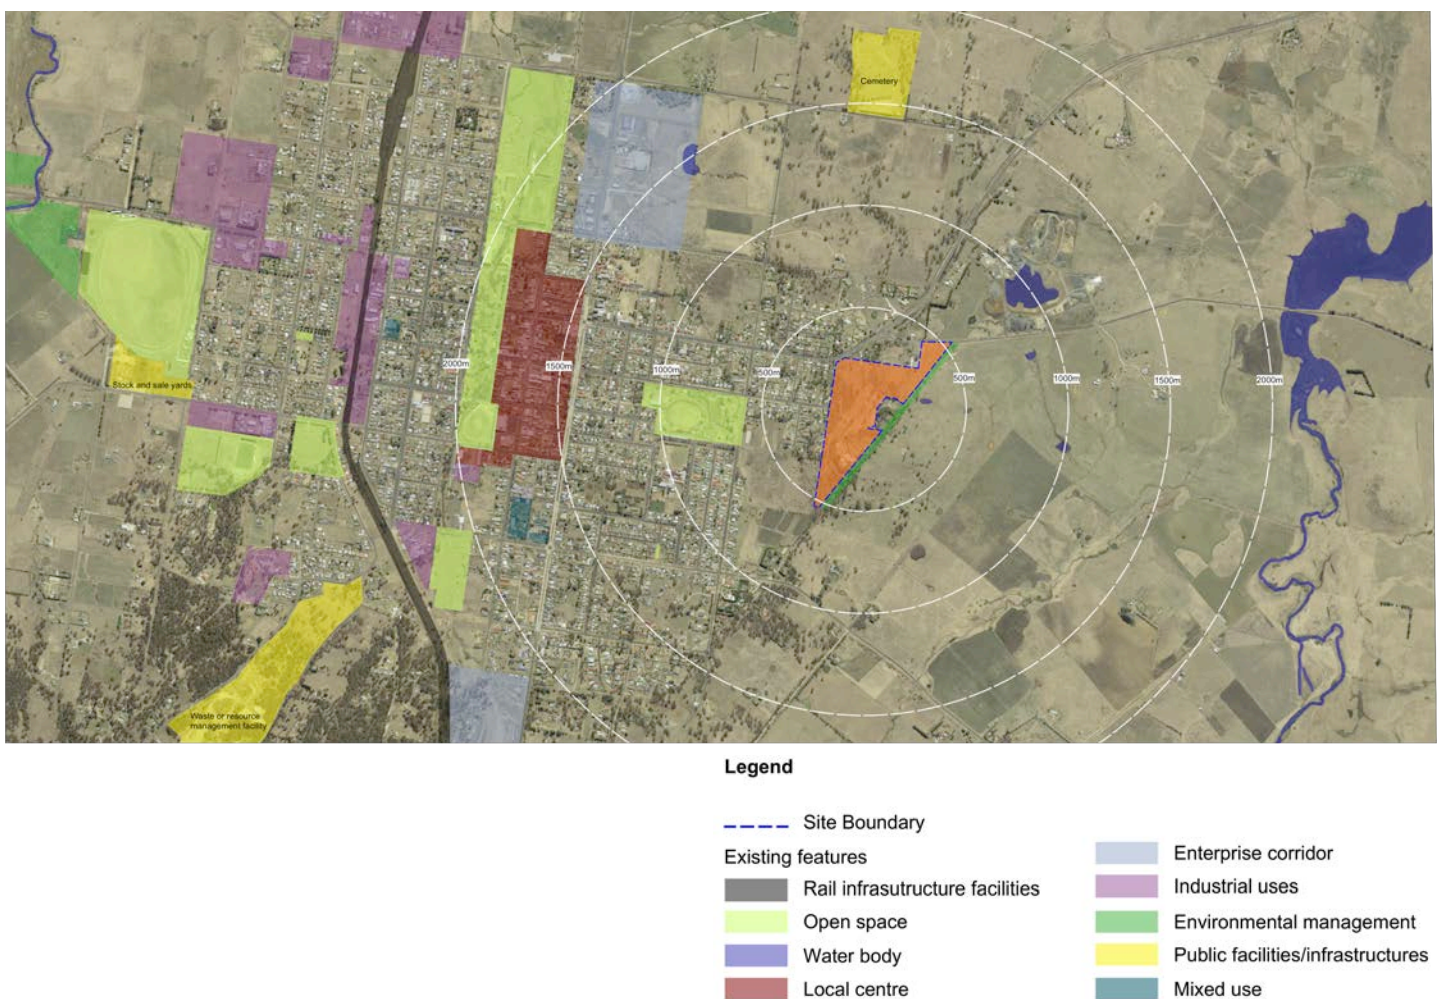 Cemetery
2000m
1500m
1000m
500m
500m
1000m
1500m
2000m
Stock and sale yards
Waste or resource
management facility
Legend
Site Boundary
Existing features
Rail infrasutructure facilities
Open space
Water body
Local centre
Enterprise corridor
Industrial uses
Environmental management
Public facilities/infrastructures
Mixed use